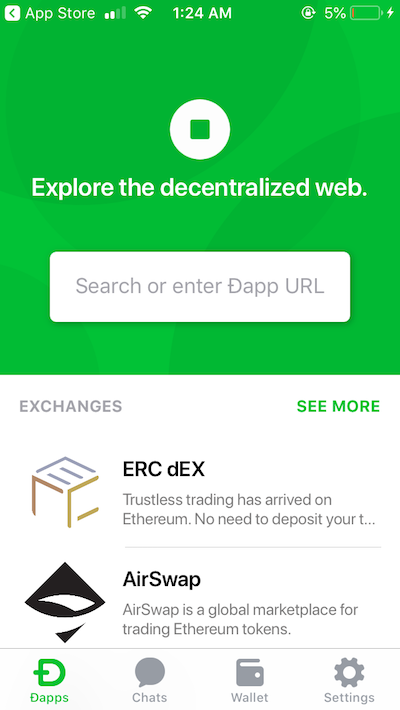 App Store 1:24 AM 5%
Explore the decentralized web.
Search or enter Ðapp URL
EXCHANGES SEE MORE
ERC dEX
Trustless trading has arrived on
Ethereum. No need to deposit your t...
AirSwap
AirSwap is a global marketplace for
trading Ethereum tokens.
Ð
Ðapps Chats Wallet Settings